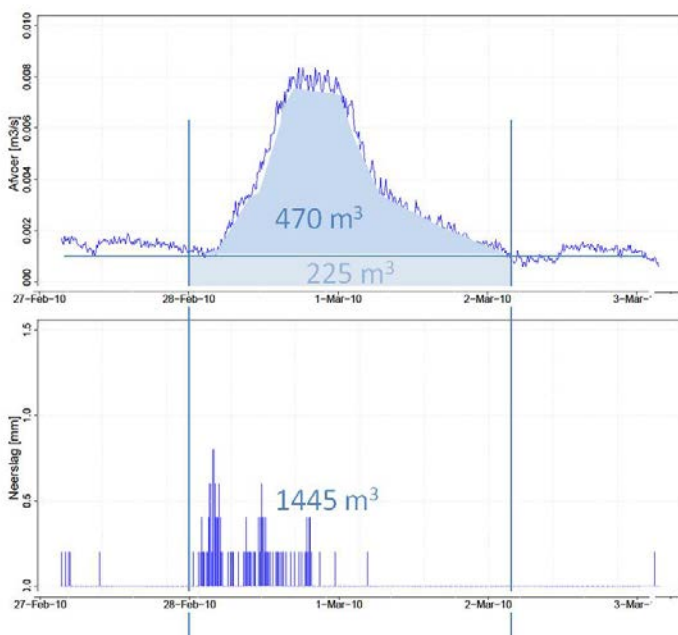 0.010
0.008
0.006
0.004
0.002
0.000
Afvoer [m3/s]
470 m³
225 m³
27-Feb-10 28-Feb-10 1-Mar-10 2-Mar-10 3-Mar-
1.5
1.0
0.5
0.0
Neerslag [mm]
1445 m³
27-Feb-10 28-Feb-10 1-Mar-10 2-Mar-10 3-Mar-